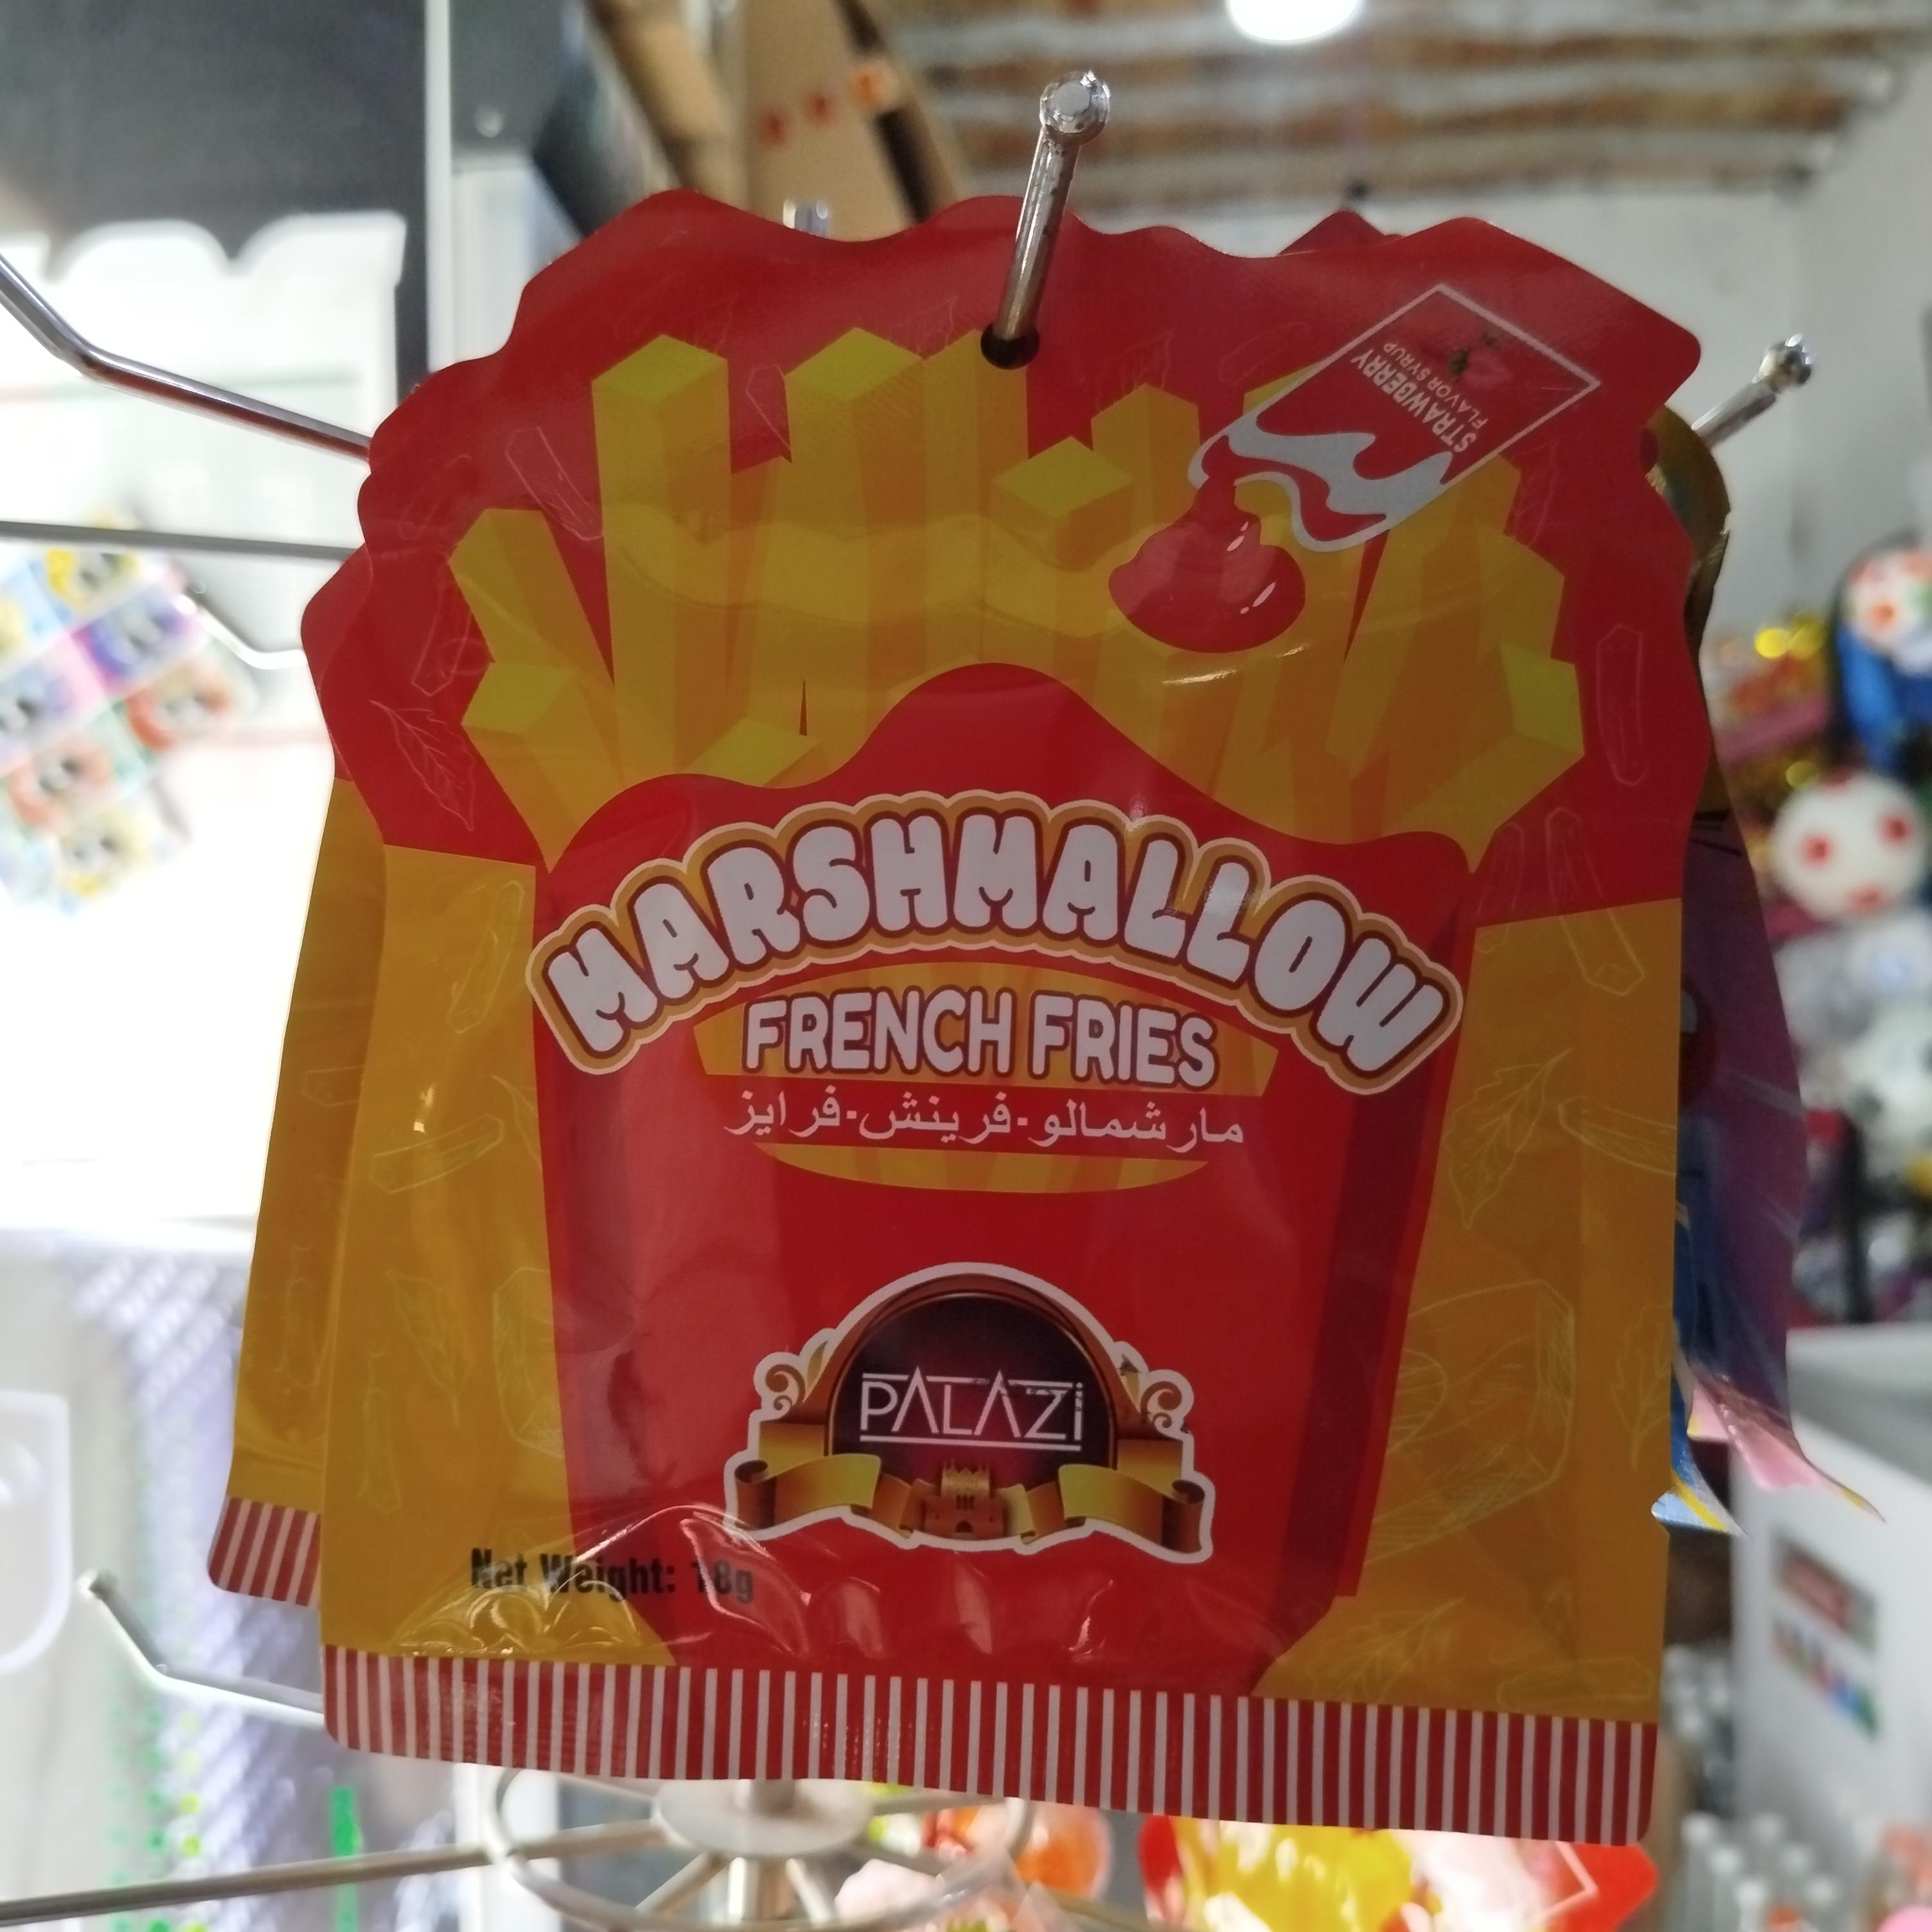 STRAWBERRY
FLAVOR SYRUP
MARSHMALLOW
FRENCH FRIES
مارشمالو-فرينش-فرايز
PALAZi
Net Weight: 18g